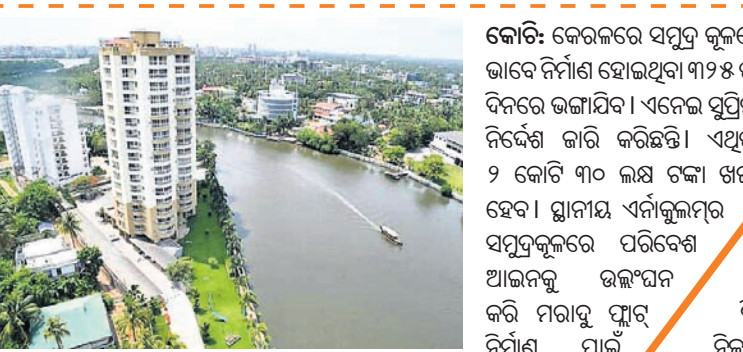 କୋଚି: କେରଳରେ ସମୁଦ୍ର
ଭାବେ ନିର୍ମାଣ ହୋଇଥିବା ୩୨୫
ଦିନରେ ଭଙ୍ଗାଯିବ। ଏନେଇ
ନିର୍ଦ୍ଦେଶ ଜାରି କରିଛନ୍ତି।
୨ କୋଟି ୩୦ ଲକ୍ଷ ଟଙ୍କା
ହେବ। ସ୍ଥାନୀୟ ଏର୍ନାକୁଲମ୍‌ର
ସମୁଦ୍ରକୂଳରେ ପରିବେଶ
ଆଇନକୁ ଉଲ୍ଲଂଘନ
କରି ମରାଦୁ ଫ୍ଲାଟ୍
ନିର୍ମାଣ ପାଇଁ